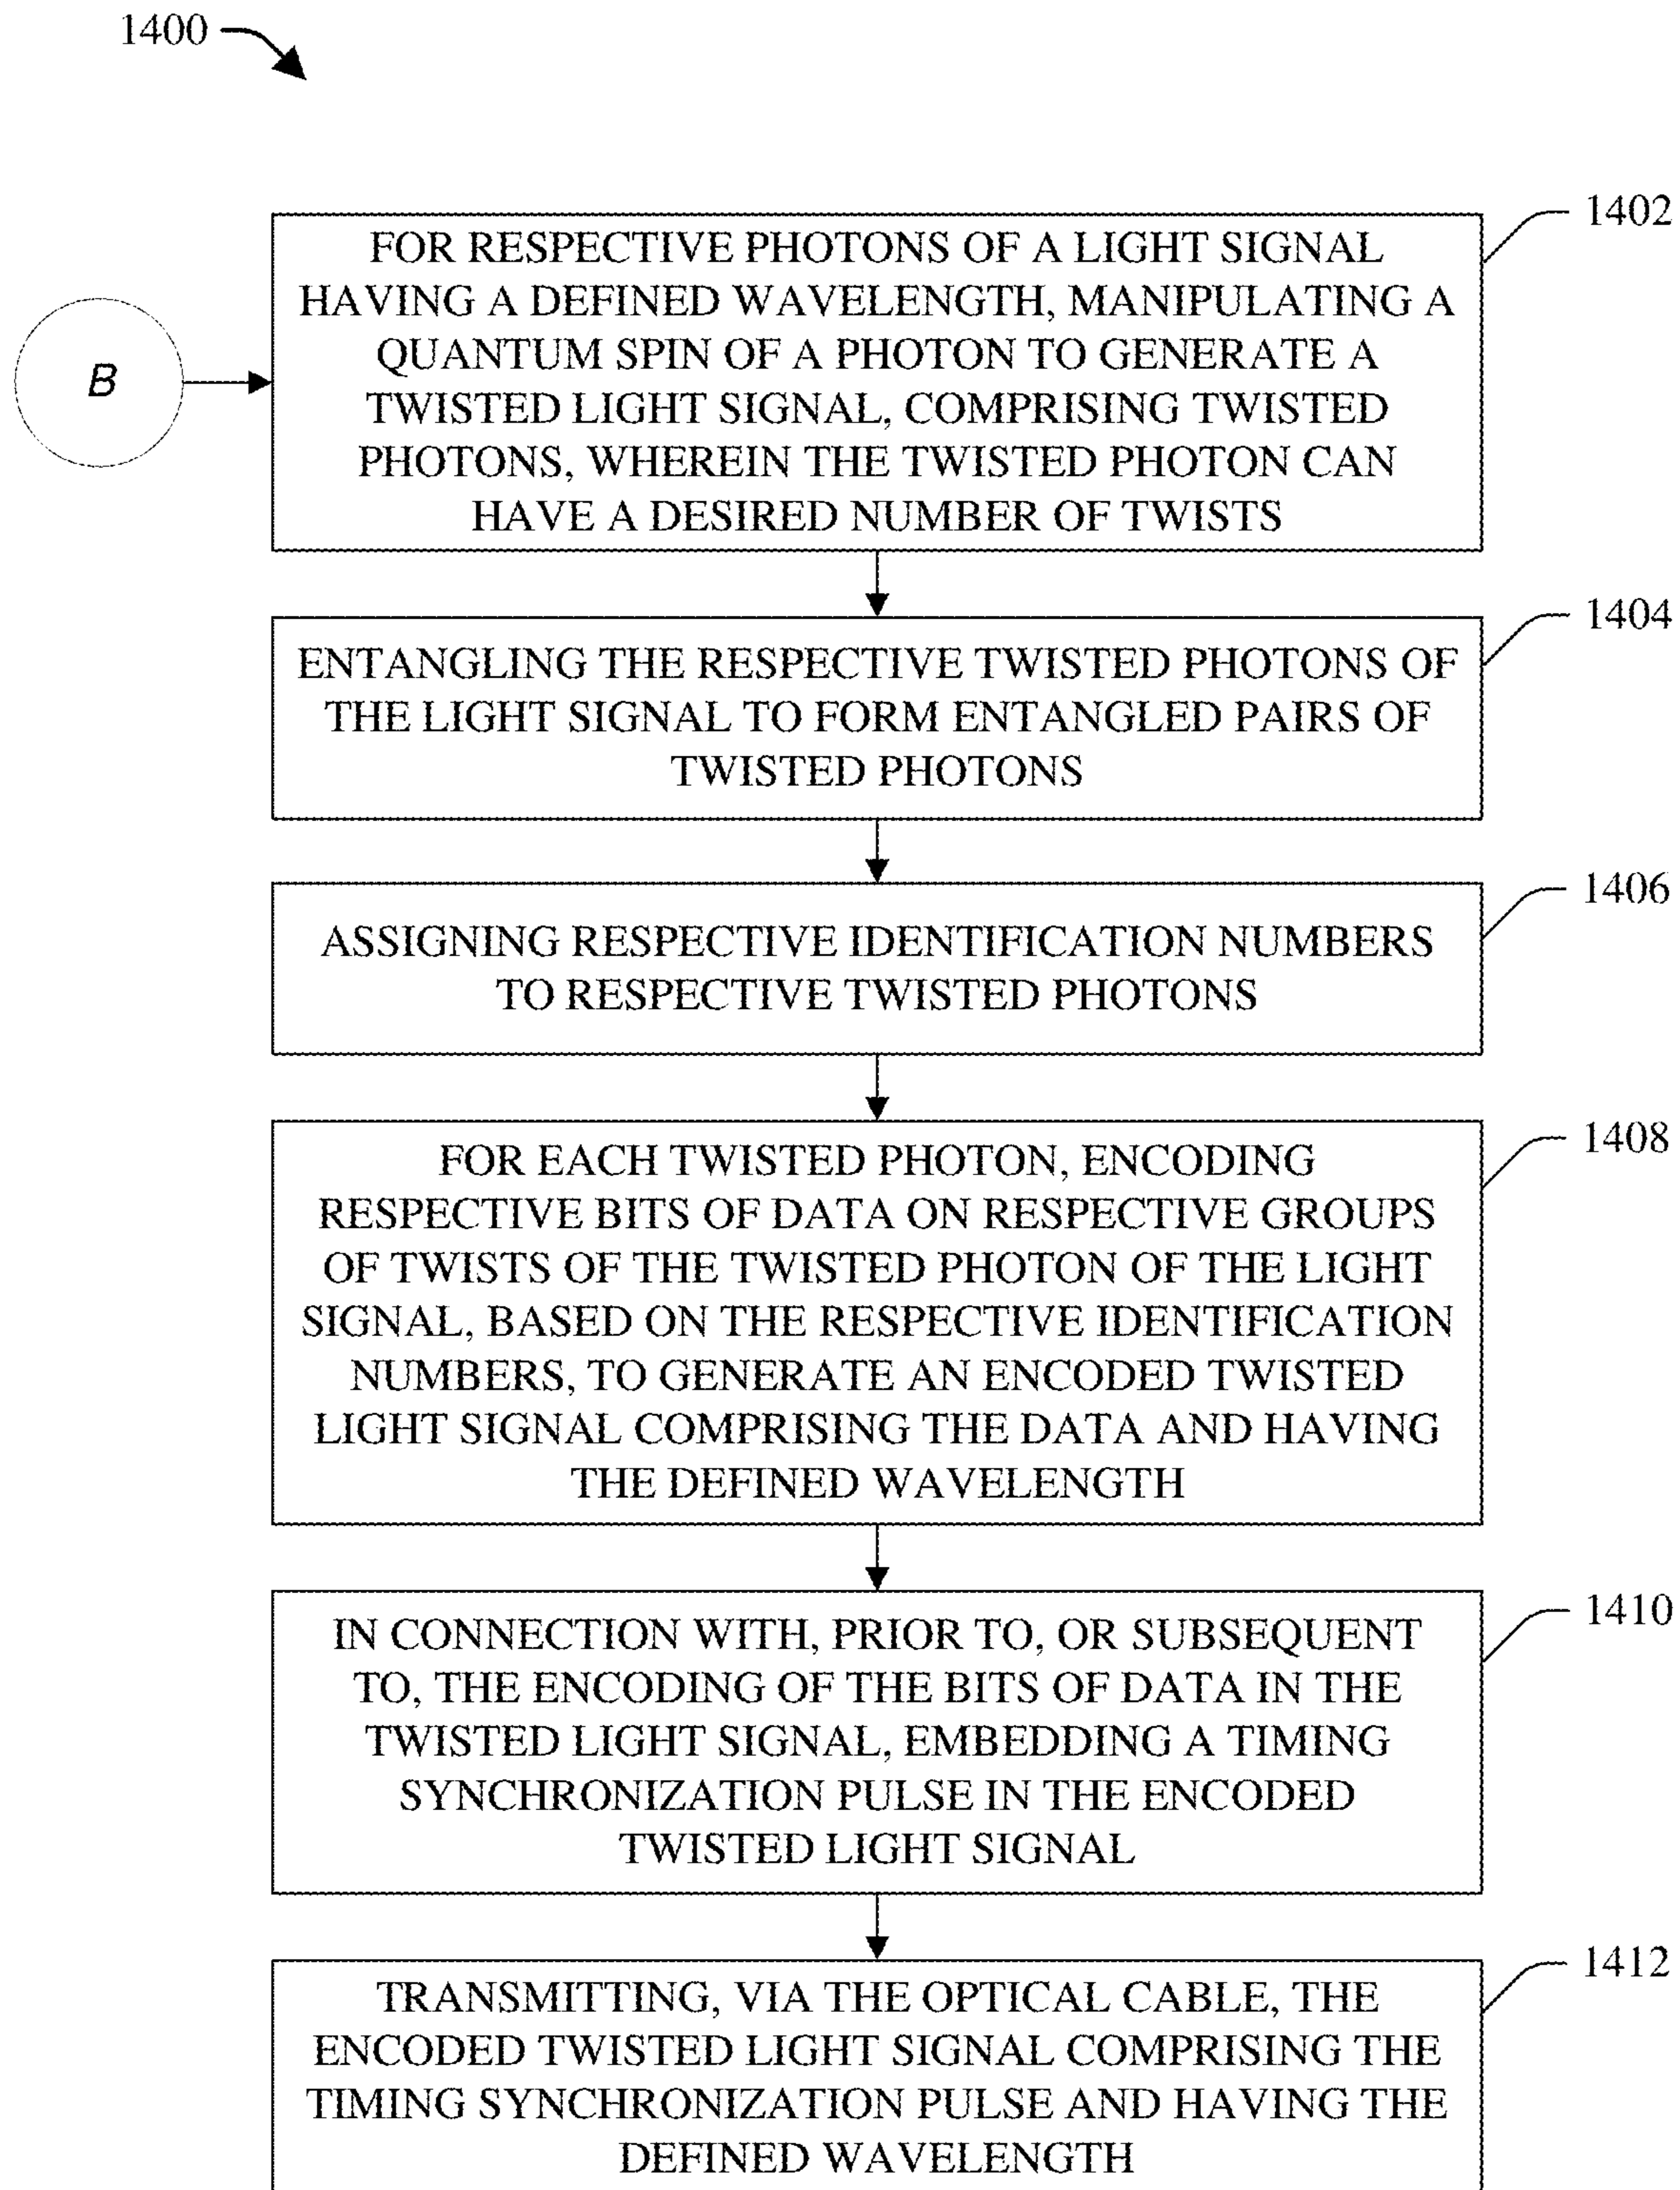 1400
1402
FOR RESPECTIVE PHOTONS OF A LIGHT SIGNAL
HAVING A DEFINED WAVELENGTH, MANIPULATING A
QUANTUM SPIN OF A PHOTON TO GENERATE A
TWISTED LIGHT SIGNAL, COMPRISING TWISTED
PHOTONS, WHEREIN THE TWISTED PHOTON CAN
HAVE A DESIRED NUMBER OF TWISTS
B
1404
ENTANGLING THE RESPECTIVE TWISTED PHOTONS OF
THE LIGHT SIGNAL TO FORM ENTANGLED PAIRS OF
TWISTED PHOTONS
1406
ASSIGNING RESPECTIVE IDENTIFICATION NUMBERS
TO RESPECTIVE TWISTED PHOTONS
1408
FOR EACH TWISTED PHOTON, ENCODING
RESPECTIVE BITS OF DATA ON RESPECTIVE GROUPS
OF TWISTS OF THE TWISTED PHOTON OF THE LIGHT
SIGNAL, BASED ON THE RESPECTIVE IDENTIFICATION
NUMBERS, TO GENERATE AN ENCODED TWISTED
LIGHT SIGNAL COMPRISING THE DATA AND HAVING
THE DEFINED WAVELENGTH
1410
IN CONNECTION WITH, PRIOR TO, OR SUBSEQUENT
TO, THE ENCODING OF THE BITS OF DATA IN THE
TWISTED LIGHT SIGNAL, EMBEDDING A TIMING
SYNCHRONIZATION PULSE IN THE ENCODED
TWISTED LIGHT SIGNAL
1412
TRANSMITTING, VIA THE OPTICAL CABLE, THE
ENCODED TWISTED LIGHT SIGNAL COMPRISING THE
TIMING SYNCHRONIZATION PULSE AND HAVING THE
DEFINED WAVELENGTH